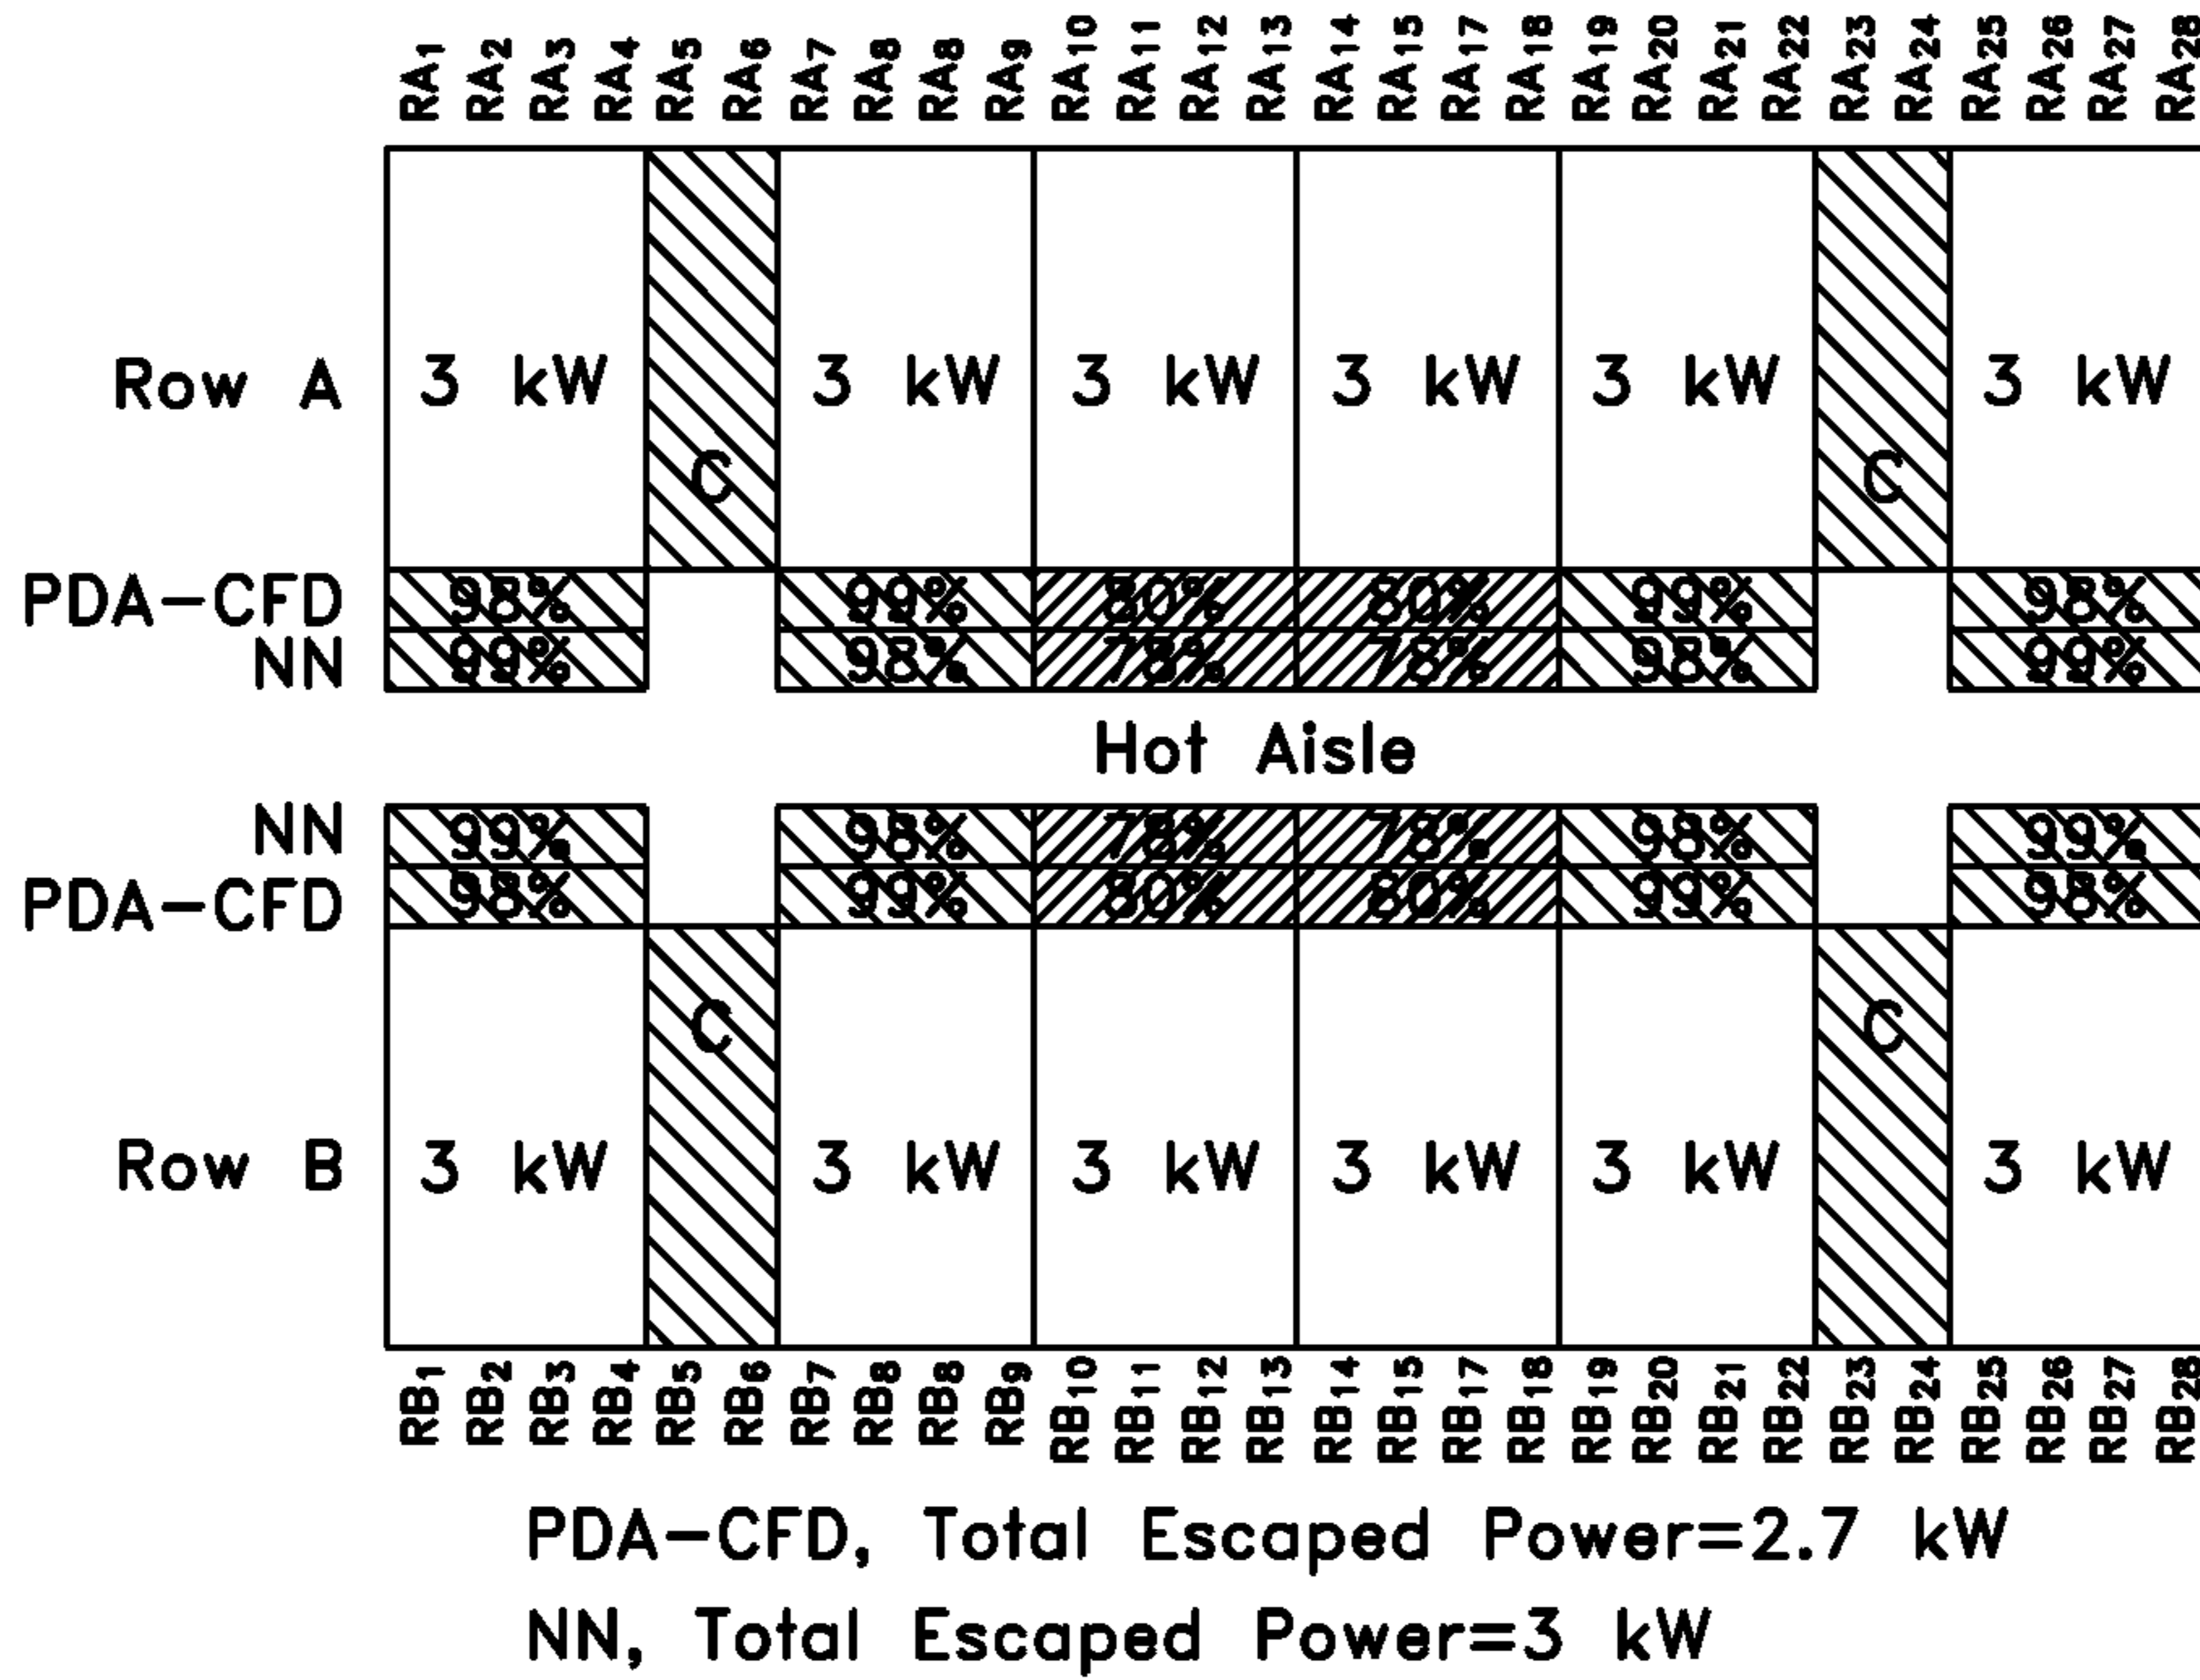 RA1 RA2 RA3 RA4 RA5 RA6 RA7 RA8 RA8 RA9 RA10 RA11 RA12 RA13 RA14 RA15 RA17 RA18 RA19 RA20 RA21 RA22 RA23 RA24 RA25 RA26 RA27 RA28
Row A 3 kW 3 kW 3 kW 3 kW 3 kW 3 kW
C C
PDA-CFD 98% 99% 80% 80% 99% 98%
NN 99% 98% 78% 78% 98% 99%
Hot Aisle
NN 99% 98% 78% 78% 98% 99%
PDA-CFD 98% 99% 80% 80% 99% 98%
C C
Row B 3 kW 3 kW 3 kW 3 kW 3 kW 3 kW
RB1 RB2 RB3 RB4 RB5 RB6 RB7 RB8 RB8 RB9 RB10 RB11 RB12 RB13 RB14 RB15 RB17 RB18 RB19 RB20 RB21 RB22 RB23 RB24 RB25 RB26 RB27 RB28
PDA-CFD, Total Escaped Power=2.7 kW
NN, Total Escaped Power=3 kW